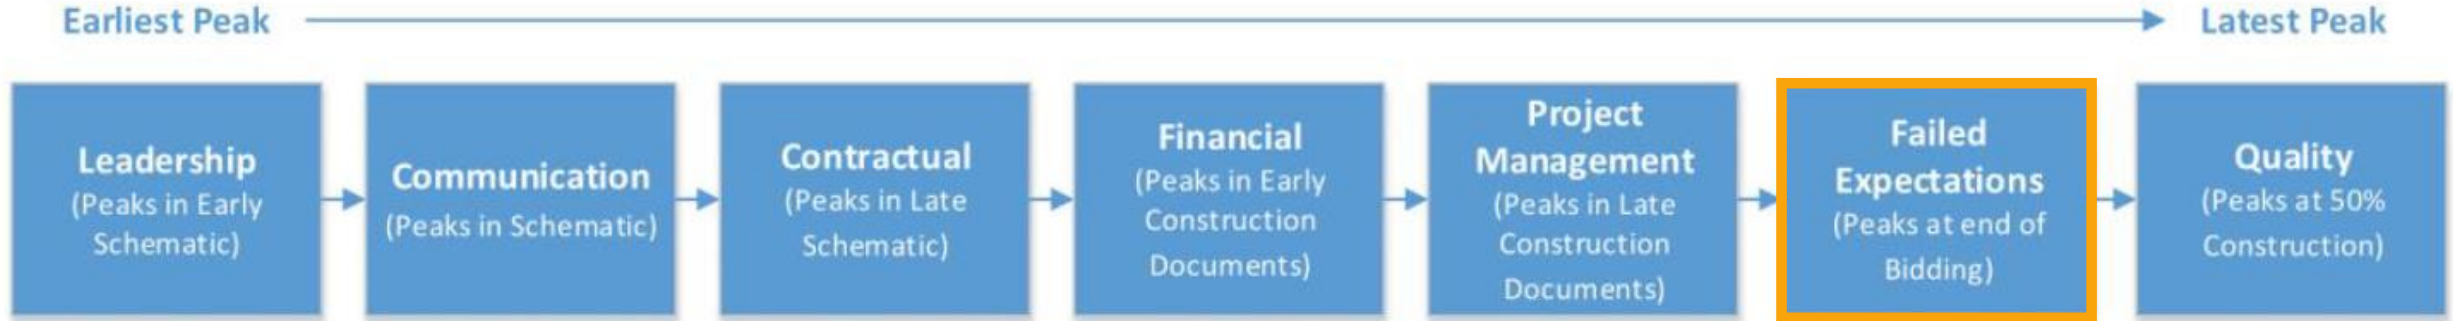 Earliest Peak
Latest Peak
Leadership
(Peaks in Early
Schematic)
Communication
(Peaks in Schematic)
Contractual
(Peaks in Late
Schematic)
Financial
(Peaks in Early
Construction
Documents)
Project
Management
(Peaks in Late
Construction
Documents)
Failed
Expectations
(Peaks at end of
Bidding)
Quality
(Peaks at 50%
Construction)